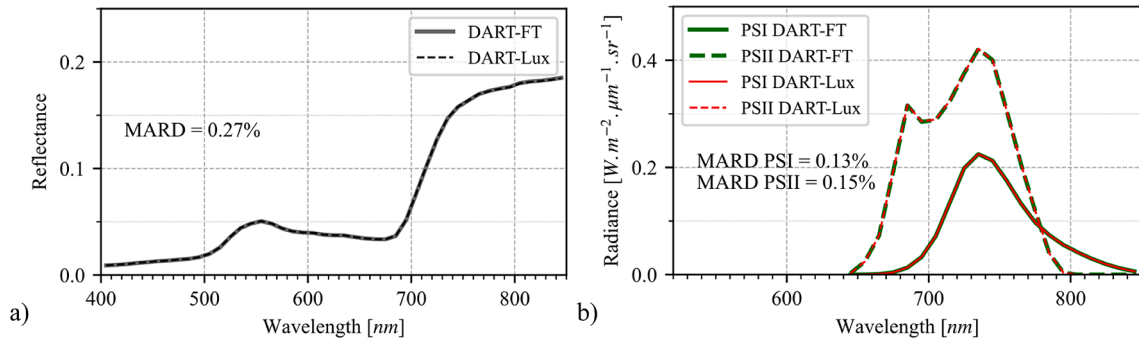 DART-FT
DART-Lux
MARD = 0.27%
Reflectance
0.2
0.1
0.0
400
500
600
700
800
Wavelength [nm]
a)
PSI DART-FT
PSII DART-FT
PSI DART-Lux
PSII DART-Lux
MARD PSI = 0.13%
MARD PSII = 0.15%
Radiance [W.m⁻².μm⁻¹.sr⁻¹]
0.4
0.2
0.0
600
700
800
Wavelength [nm]
b)